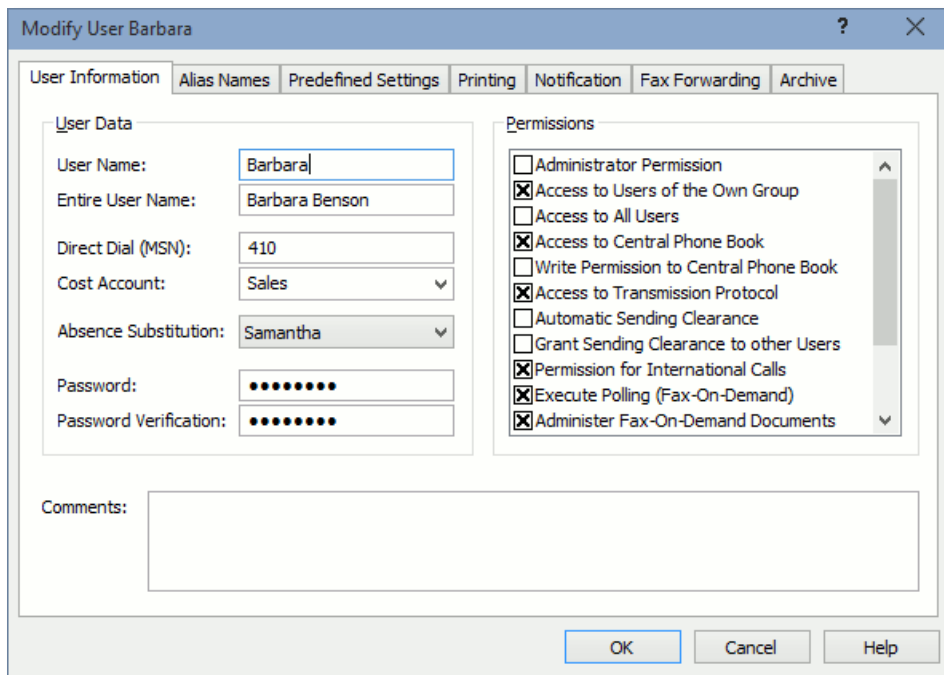 Modify User Barbara ?
User Information Alias Names Predefined Settings Printing Notification Fax Forwarding Archive
User Data
User Name: Barbara
Entire User Name: Barbara Benson
Direct Dial (MSN): 410
Cost Account: Sales
Absence Substitution: Samantha
Password: ●●●●●●●●
Password Verification: ●●●●●●●●
Permissions
Administrator Permission
Access to Users of the Own Group
Access to All Users
Access to Central Phone Book
Write Permission to Central Phone Book
Access to Transmission Protocol
Automatic Sending Clearance
Grant Sending Clearance to other Users
Permission for International Calls
Execute Polling (Fax-On-Demand)
Administer Fax-On-Demand Documents
Comments:
OK Cancel Help